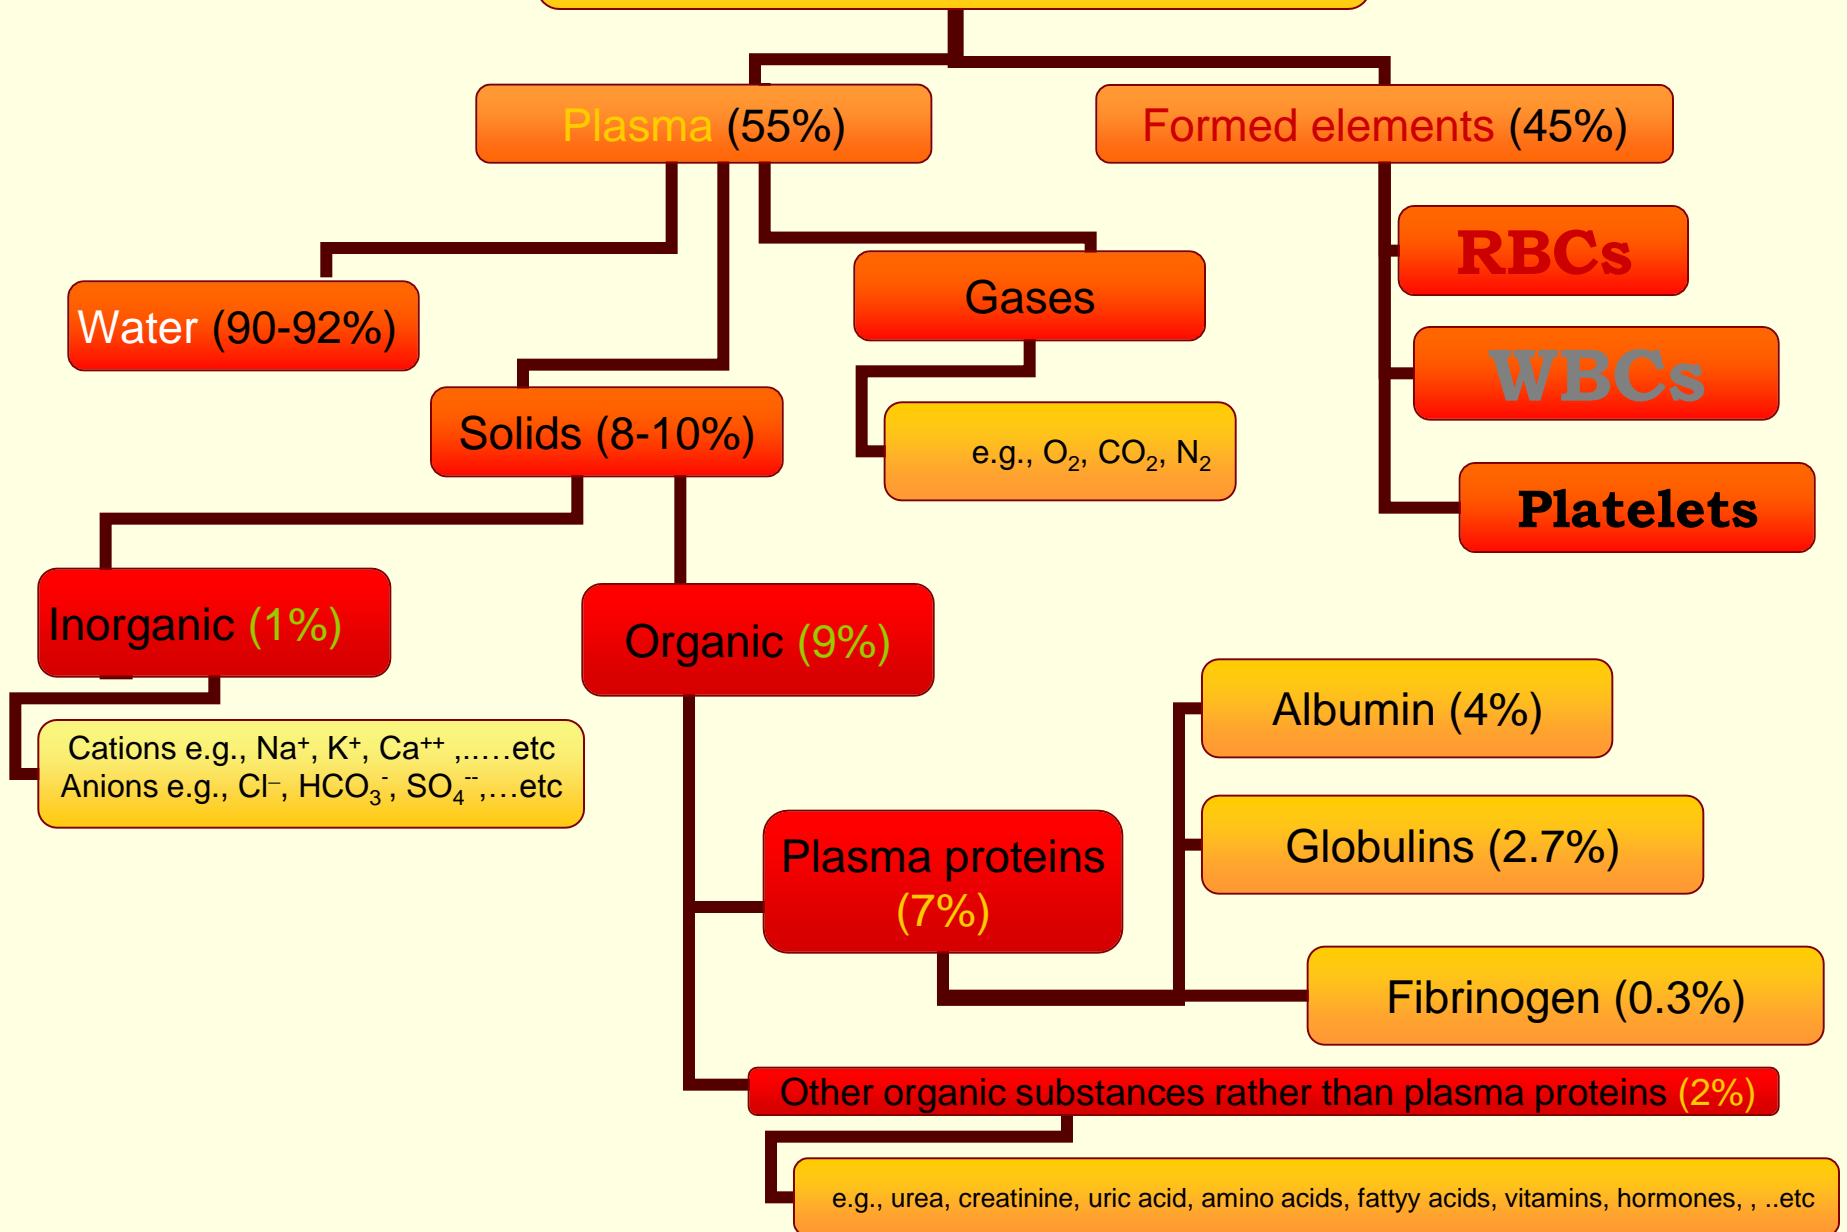 Plasma (55%)
Formed elements (45%)
RBCs
Gases
Water (90-92%)
WBCs
Solids (8-10%)
e.g., O₂, CO₂, N₂
Platelets
Inorganic (1%)
Organic (9%)
Albumin (4%)
Cations e.g., Na⁺, K⁺, Ca⁺⁺ ,..…etc
Anions e.g., Cl⁻, HCO₃⁻, SO₄⁻⁻,…etc
Globulins (2.7%)
Plasma proteins
(7%)
Fibrinogen (0.3%)
Other organic substances rather than plasma proteins (2%)
e.g., urea, creatinine, uric acid, amino acids, fattyy acids, vitamins, hormones, , ..etc